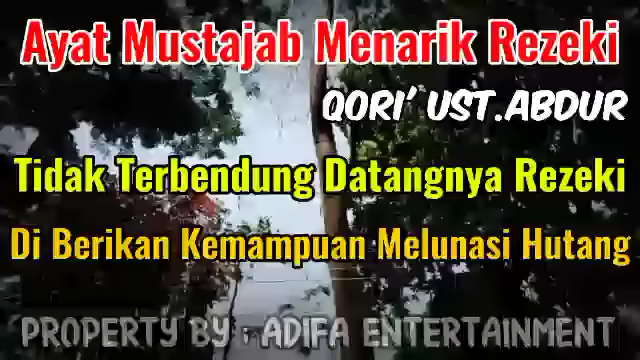 Ayat Mustajab Menarik Rezeki
QORI' UST.ABDUR
Tidak Terbendung Datangnya Rezeki
Di Berikan Kemampuan Melunasi Hutang
PROPERTY BY : ADIFA ENTERTAINMENT